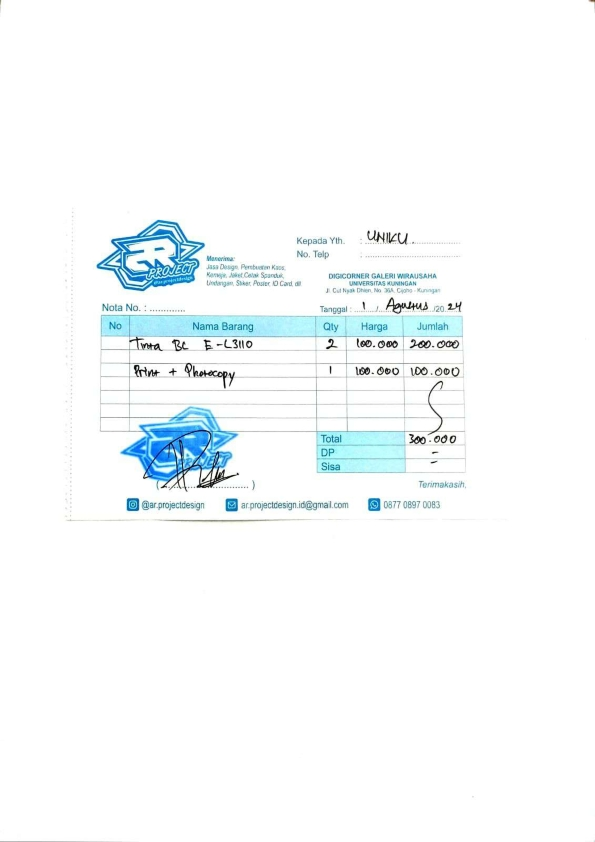 AR
PROJECT
@ar.projectdesign
Menerima:
Jasa Design, Pembuatan Kaos,
Kemeja, Jaket, Cetak Spanduk,
Undangan, Stiker, Poster, ID Card, dll
Kepada Yth. : UNIKU
No. Telp :
DIGICORNER GALERI WIRAUSAHA
UNIVERSITAS KUNINGAN
Jl. Cut Nyak Dhien, No. 36A, Cijoho - Kuningan
Nota No. : ............
Tanggal : 1 / Agustus /20 24
No Nama Barang Qty Harga Jumlah
Tinta BC E-L3110 2 100.000 200.000
Print + Photocopy 1 100.000 100.000
Total 300.000
DP -
Sisa -
PROJECT
(..............................)
Terimakasih.
@ar.projectdesign ar.projectdesign.id@gmail.com 0877 0897 0083